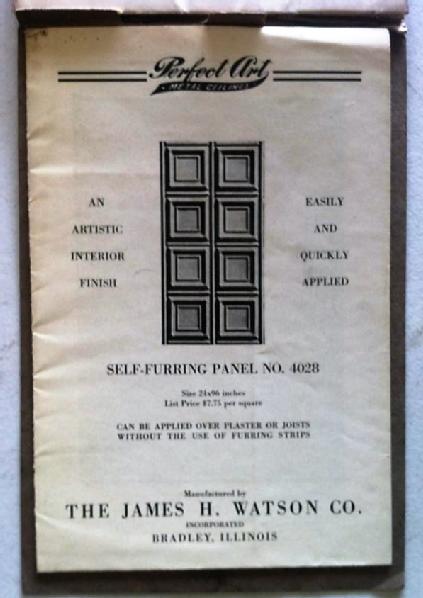 Perfect Art
METAL CEILINGS
AN
ARTISTIC
INTERIOR
FINISH
EASILY
AND
QUICKLY
APPLIED
SELF-FURRING PANEL NO. 4028
Size 24x96 inches
List Price $7.75 per square
CAN BE APPLIED OVER PLASTER OR JOISTS
WITHOUT THE USE OF FURRING STRIPS
Manufactured by
THE JAMES H. WATSON CO.
INCORPORATED
BRADLEY, ILLINOIS